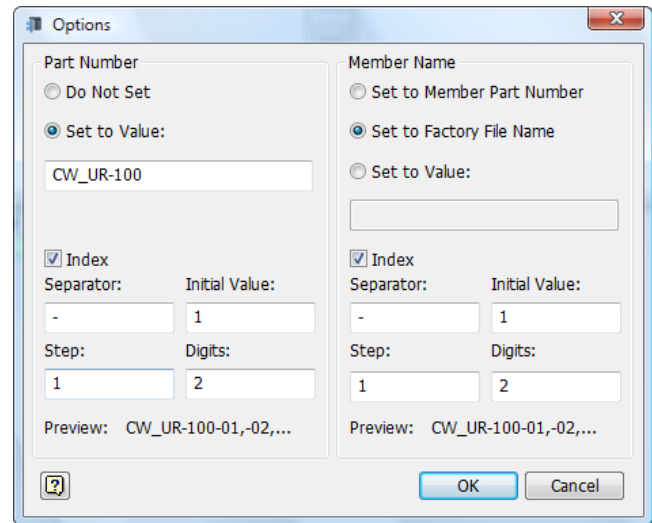 Options
Part Number
Do Not Set
Set to Value:
CW_UR-100
Index
Separator: Initial Value:
- 1
Step: Digits:
1 2
Preview: CW_UR-100-01,-02,...
Member Name
Set to Member Part Number
Set to Factory File Name
Set to Value:
Index
Separator: Initial Value:
- 1
Step: Digits:
1 2
Preview: CW_UR-100-01,-02,...
?
OK Cancel